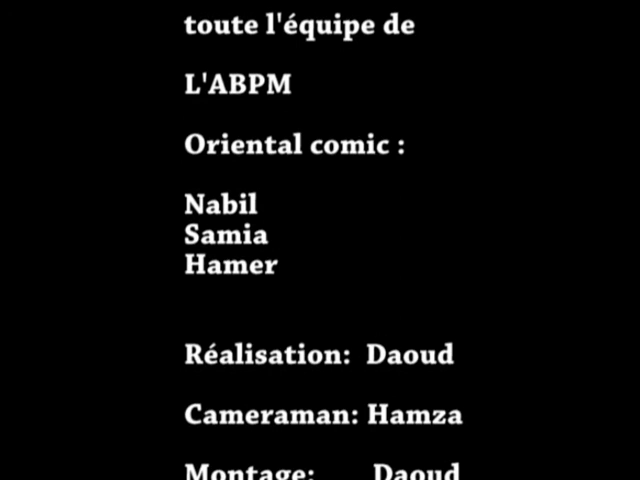 toute l'équipe de
L'ABPM
Oriental comic :
Nabil
Samia
Hamer
Réalisation: Daoud
Cameraman: Hamza
Montage: Daoud